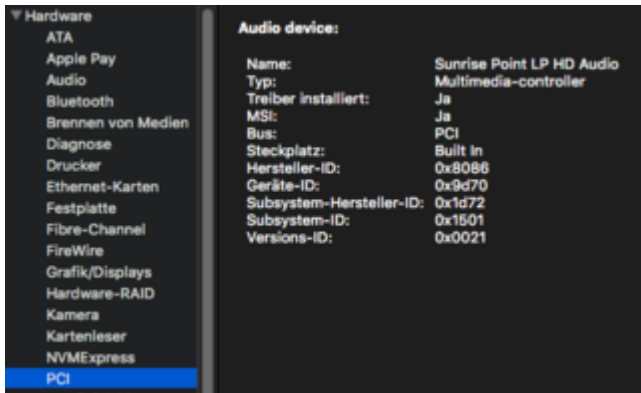 Hardware
ATA
Apple Pay
Audio
Bluetooth
Brennen von Medien
Diagnose
Drucker
Ethernet-Karten
Festplatte
Fibre-Channel
FireWire
Grafik/Displays
Hardware-RAID
Kamera
Kartenleser
NVMExpress
PCI
Audio device:
Name: Sunrise Point LP HD Audio
Typ: Multimedia-controller
Treiber installiert: Ja
MSI: Ja
Bus: PCI
Steckplatz: Built In
Hersteller-ID: 0x8086
Geräte-ID: 0x9d70
Subsystem-Hersteller-ID: 0x1d72
Subsystem-ID: 0x1501
Versions-ID: 0x0021